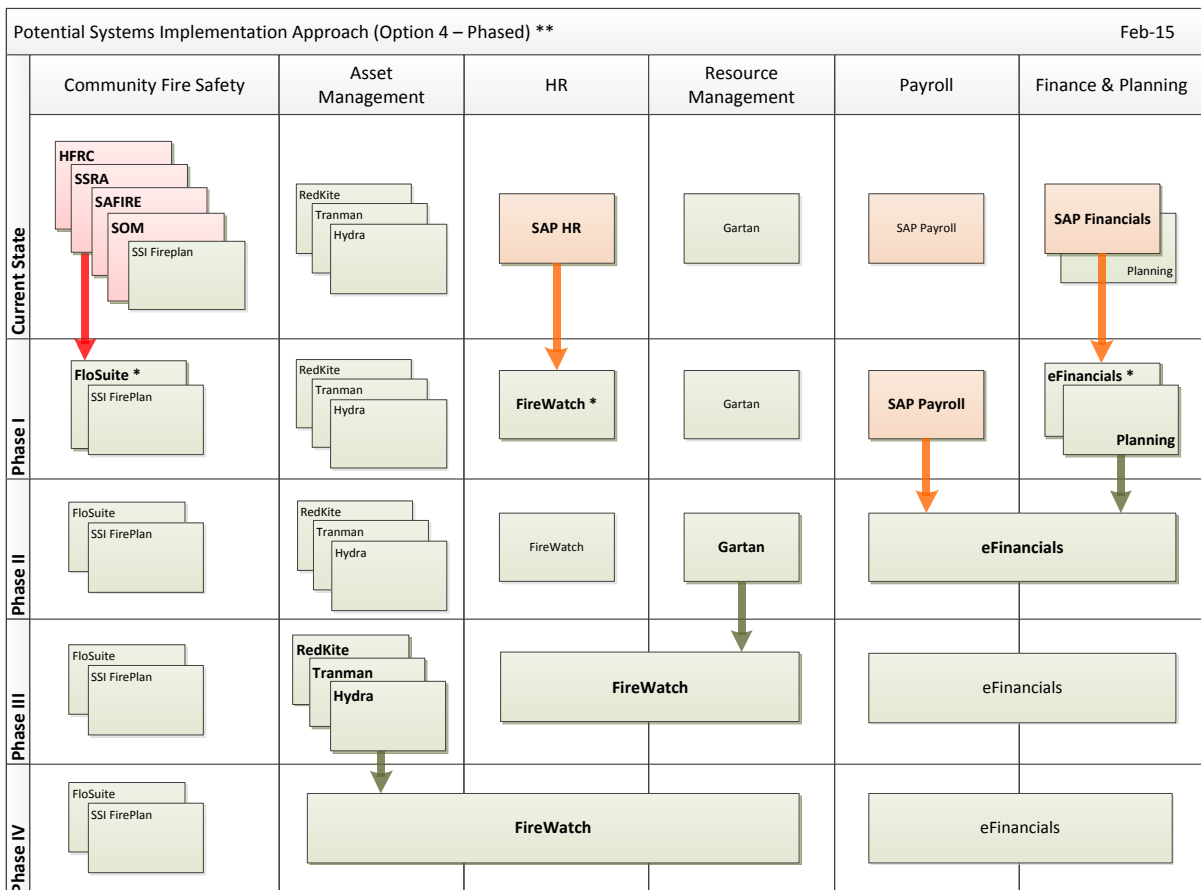 Potential Systems Implementation Approach (Option 4 – Phased) ** Feb-15
Community Fire Safety
Asset
Management
HR
Resource
Management
Payroll
Finance & Planning
Current State
HFRC
SSRA
SAFIRE
SOM
SSI Fireplan
RedKite
Tranman
Hydra
SAP HR
Gartan
SAP Payroll
SAP Financials
Planning
Phase I
FloSuite *
SSI FirePlan
RedKite
Tranman
Hydra
FireWatch *
Gartan
SAP Payroll
eFinancials *
Planning
Phase II
FloSuite
SSI FirePlan
RedKite
Tranman
Hydra
FireWatch
Gartan
eFinancials
Phase III
FloSuite
SSI FirePlan
RedKite
Tranman
Hydra
FireWatch
eFinancials
Phase IV
FloSuite
SSI FirePlan
FireWatch
eFinancials